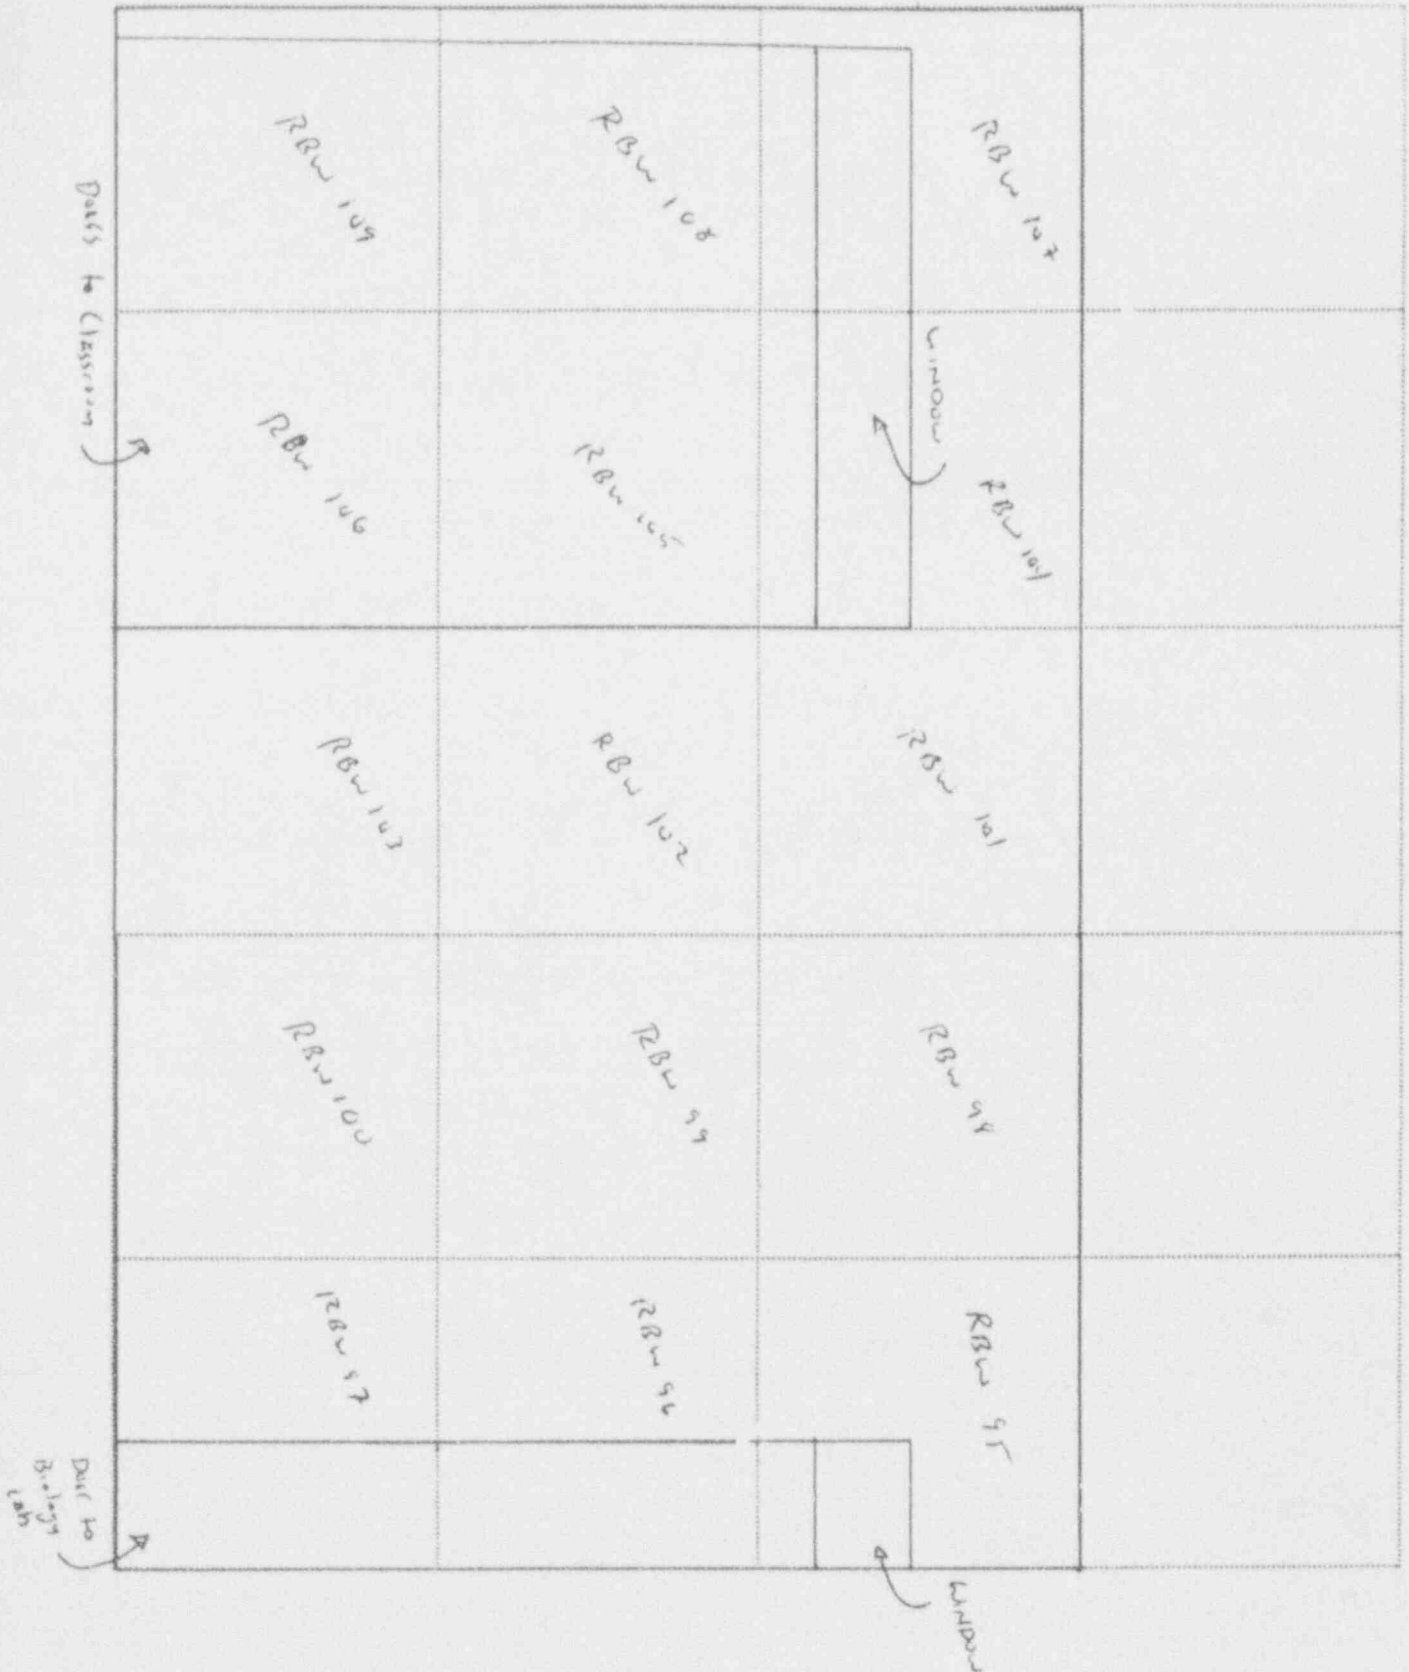 RBW 109
RBW 108
RBW 107
Doors to Classroom
WINDOW
RBW 106
RBW 105
RBW 104
RBW 103
RBW 102
RBW 101
RBW 100
RBW 99
RBW 98
RBW 97
RBW 96
RBW 95
Door to
Biology
Lab
WINDOW